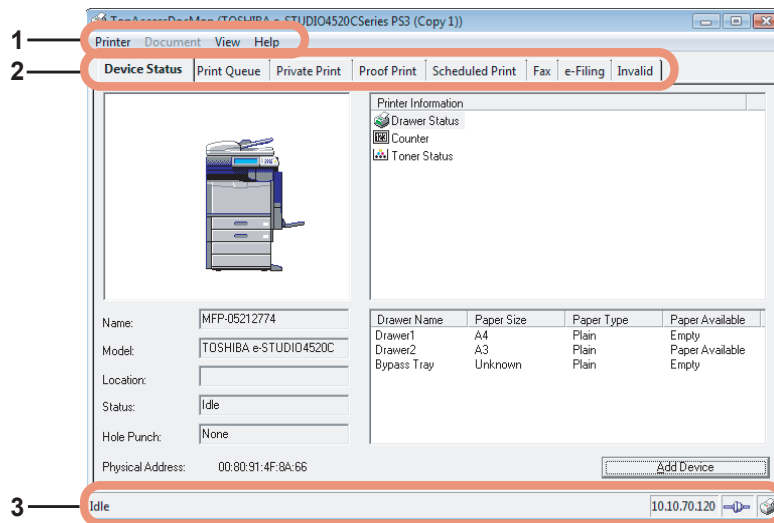 TopAccessDocMon (TOSHIBA e-STUDIO4520CSeries PS3 (Copy 1))
1
Printer Document View Help
2
Device Status Print Queue Private Print Proof Print Scheduled Print Fax e-Filing Invalid
Printer Information
Drawer Status
Counter
Toner Status
Name: MFP-05212774
Model: TOSHIBA e-STUDIO4520C
Location:
Status: Idle
Hole Punch: None
Physical Address: 00:80:91:4F:8A:66
Drawer Name Paper Size Paper Type Paper Available
Drawer1 A4 Plain Empty
Drawer2 A3 Plain Paper Available
Bypass Tray Unknown Plain Empty
Add Device
3
Idle 10.10.70.120